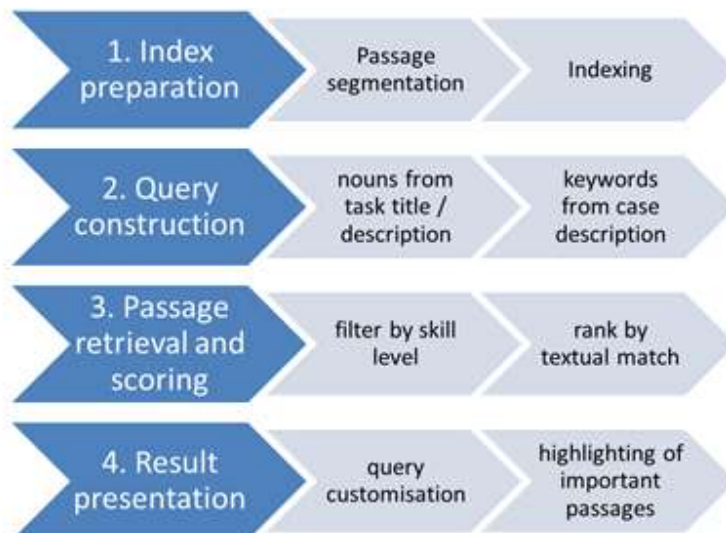 1. Index
preparation
Passage
segmentation
Indexing
2. Query
construction
nouns from
task title /
description
keywords
from case
description
3. Passage
retrieval and
scoring
filter by skill
level
rank by
textual match
4. Result
presentation
query
customisation
highlighting of
important
passages